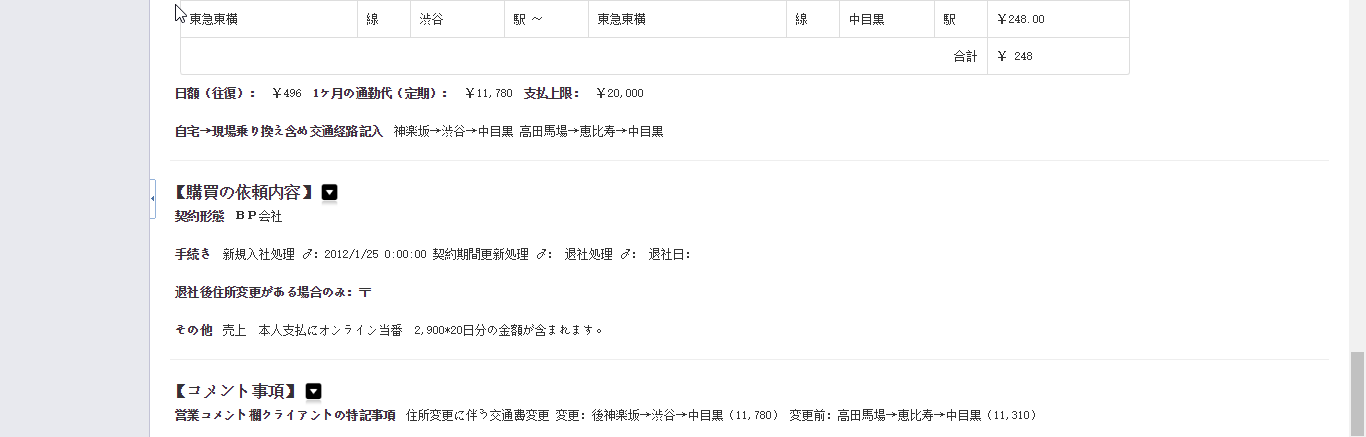 東急東横 線 渋谷 駅 ～ 東急東横 線 中目黒 駅 ￥248.00
合計 ￥ 248
日額（往復）： ￥496 1ヶ月の通勤代（定期）： ￥11,780 支払上限： ￥20,000
自宅→現場乗り換え含め交通経路記入 神楽坂→渋谷→中目黒 高田馬場→恵比寿→中目黒
【購買の依頼内容】
契約形態 ＢＰ会社
手続き 新規入社処理 ♂：2012/1/25 0:00:00 契約期間更新処理 ♂： 退社処理 ♂： 退社日：
退社後住所変更がある場合のみ：〒
その他 売上 本人支払にオンライン当番 2,900*20日分の金額が含まれます。
【コメント事項】
営業コメント欄クライアントの特記事項 住所変更に伴う交通費変更 変更：後神楽坂→渋谷→中目黒（11,780） 変更前：高田馬場→恵比寿→中目黒（11,310）